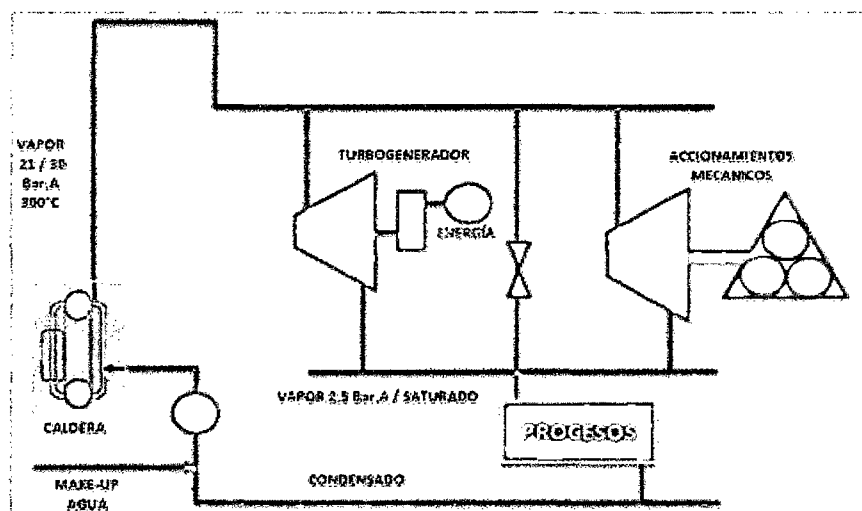 VAPOR
21 / 30
Bar.A
300°C
TURBOGENERADOR
ENERGÍA
ACCIONAMIENTOS
MECANICOS
CALDERA
VAPOR 2.5 Bar.A / SATURADO
PROCESOS
MAKE-UP
AGUA
CONDENSADO